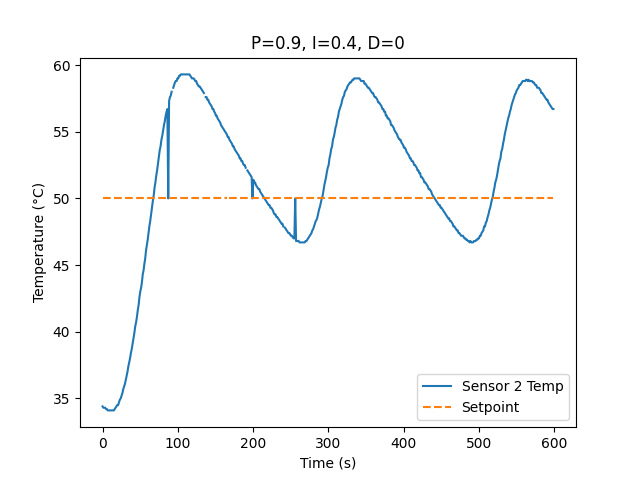 P=0.9, I=0.4, D=0
Temperature (°C)
60
55
50
45
40
35
0 100 200 300 400 500 600
Time (s)
Sensor 2 Temp
Setpoint